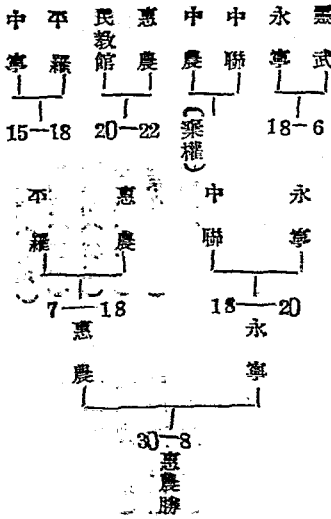 中寧 平羅 民教館 惠農 中農 中聯 永寧 靈武
15—18 20—22 (棄權) 18—6
平羅 惠農 中聯 永寧
7—18 18—20
惠農 永寧
30—8
惠農勝